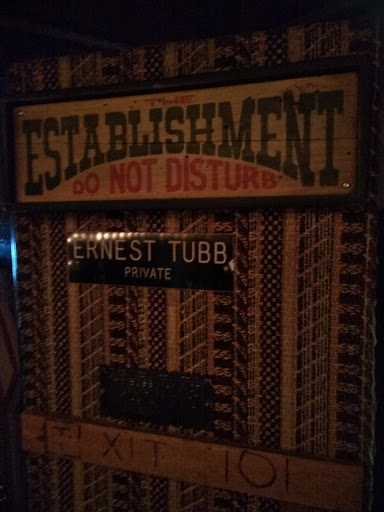 THE
ESTABLISHMENT
DO NOT DISTURB
ERNEST TUBB
PRIVATE
EXIT 101